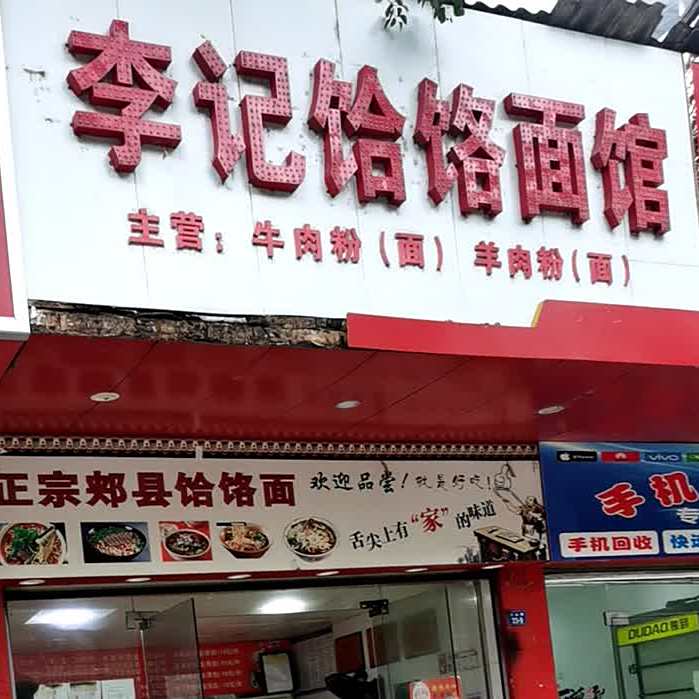 李记饸饹面馆
主营：牛肉粉（面）羊肉粉（面）
正宗郏县饸饹面
欢迎品尝！就是好吃！
舌尖上有“家”的味道
vivo
手机
手机回收
快
DUDAO